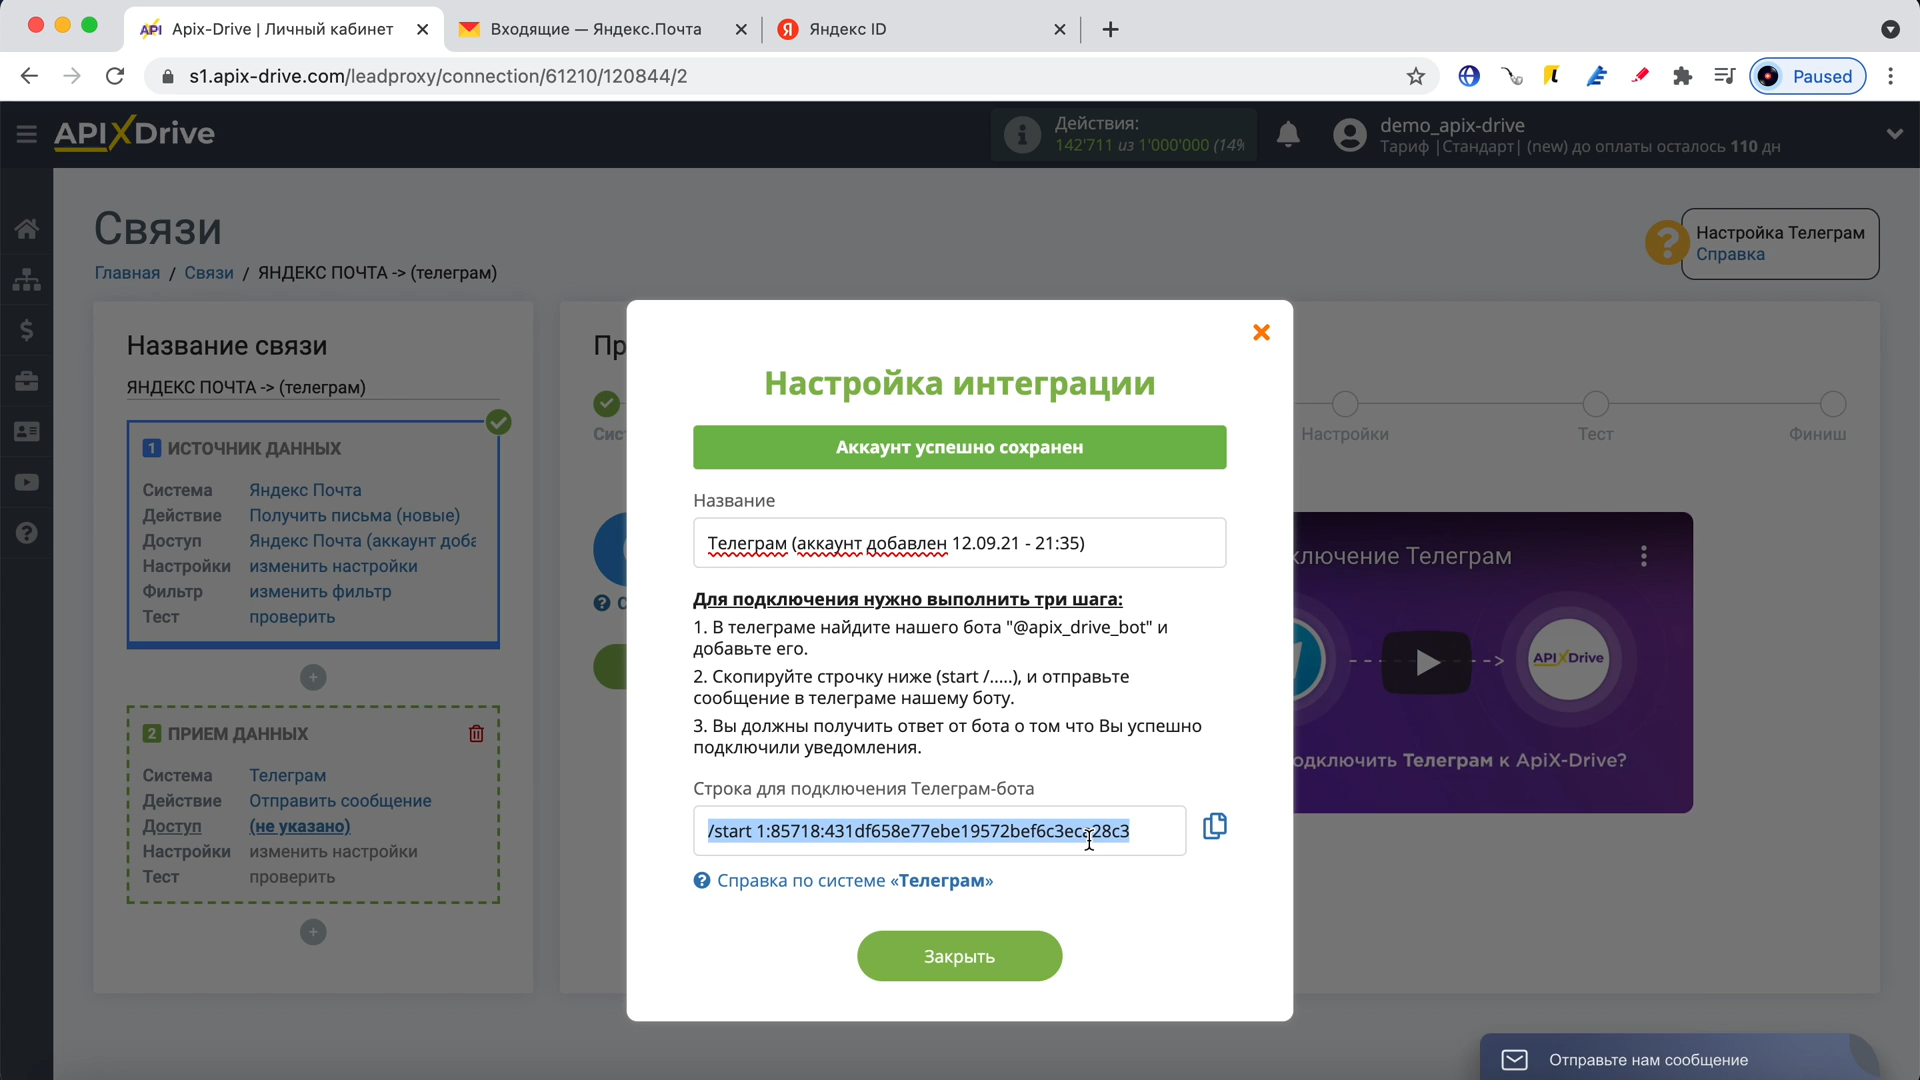 Apix-Drive | Личный кабинет
Входящие — Яндекс.Почта
Яндекс ID
s1.apix-drive.com/leadproxy/connection/61210/120844/2
Paused
APIXDrive
Действия:
142'711 из 1'000'000 (14%
demo_apix-drive
Тариф |Стандарт| (new) до оплаты осталось 110 дн
Связи
Главная / Связи / ЯНДЕКС ПОЧТА -> (телеграм)
Настройка Телеграм
Справка
Название связи
ЯНДЕКС ПОЧТА -> (телеграм)
1 ИСТОЧНИК ДАННЫХ
Система Яндекс Почта
Действие Получить письма (новые)
Доступ Яндекс Почта (аккаунт доба
Настройки изменить настройки
Фильтр изменить фильтр
Тест проверить
2 ПРИЕМ ДАННЫХ
Система Телеграм
Действие Отправить сообщение
Доступ (не указано)
Настройки изменить настройки
Тест проверить
Пр
Сис
Настройки
Тест
Финиш
Настройка интеграции
Аккаунт успешно сохранен
Название
Телеграм (аккаунт добавлен 12.09.21 - 21:35)
Для подключения нужно выполнить три шага:
1. В телеграме найдите нашего бота "@apix_drive_bot" и
добавьте его.
2. Скопируйте строчку ниже (start /.....), и отправьте
сообщение в телеграме нашему боту.
3. Вы должны получить ответ от бота о том что Вы успешно
подключили уведомления.
Строка для подключения Телеграм-бота
/start 1:85718:431df658e77ebe19572bef6c3eca28c3
Справка по системе «Телеграм»
Закрыть
ключение Телеграм
APIXDrive
одключить Телеграм к ApiX-Drive?
Отправьте нам сообщение